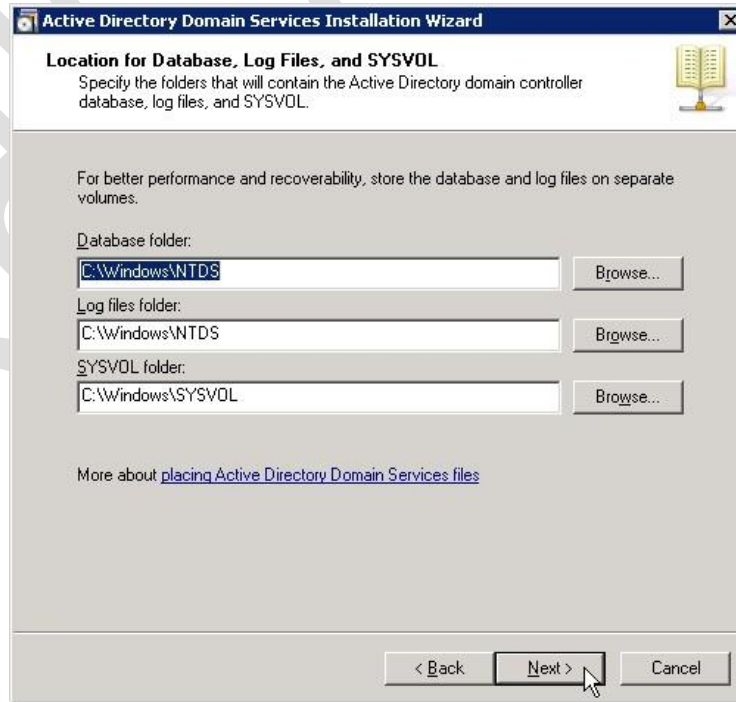 Active Directory Domain Services Installation Wizard
Location for Database, Log Files, and SYSVOL
Specify the folders that will contain the Active Directory domain controller
database, log files, and SYSVOL.
For better performance and recoverability, store the database and log files on separate
volumes.
Database folder:
C:\Windows\NTDS
Browse...
Log files folder:
C:\Windows\NTDS
Browse...
SYSVOL folder:
C:\Windows\SYSVOL
Browse...
More about placing Active Directory Domain Services files
< Back Next > Cancel